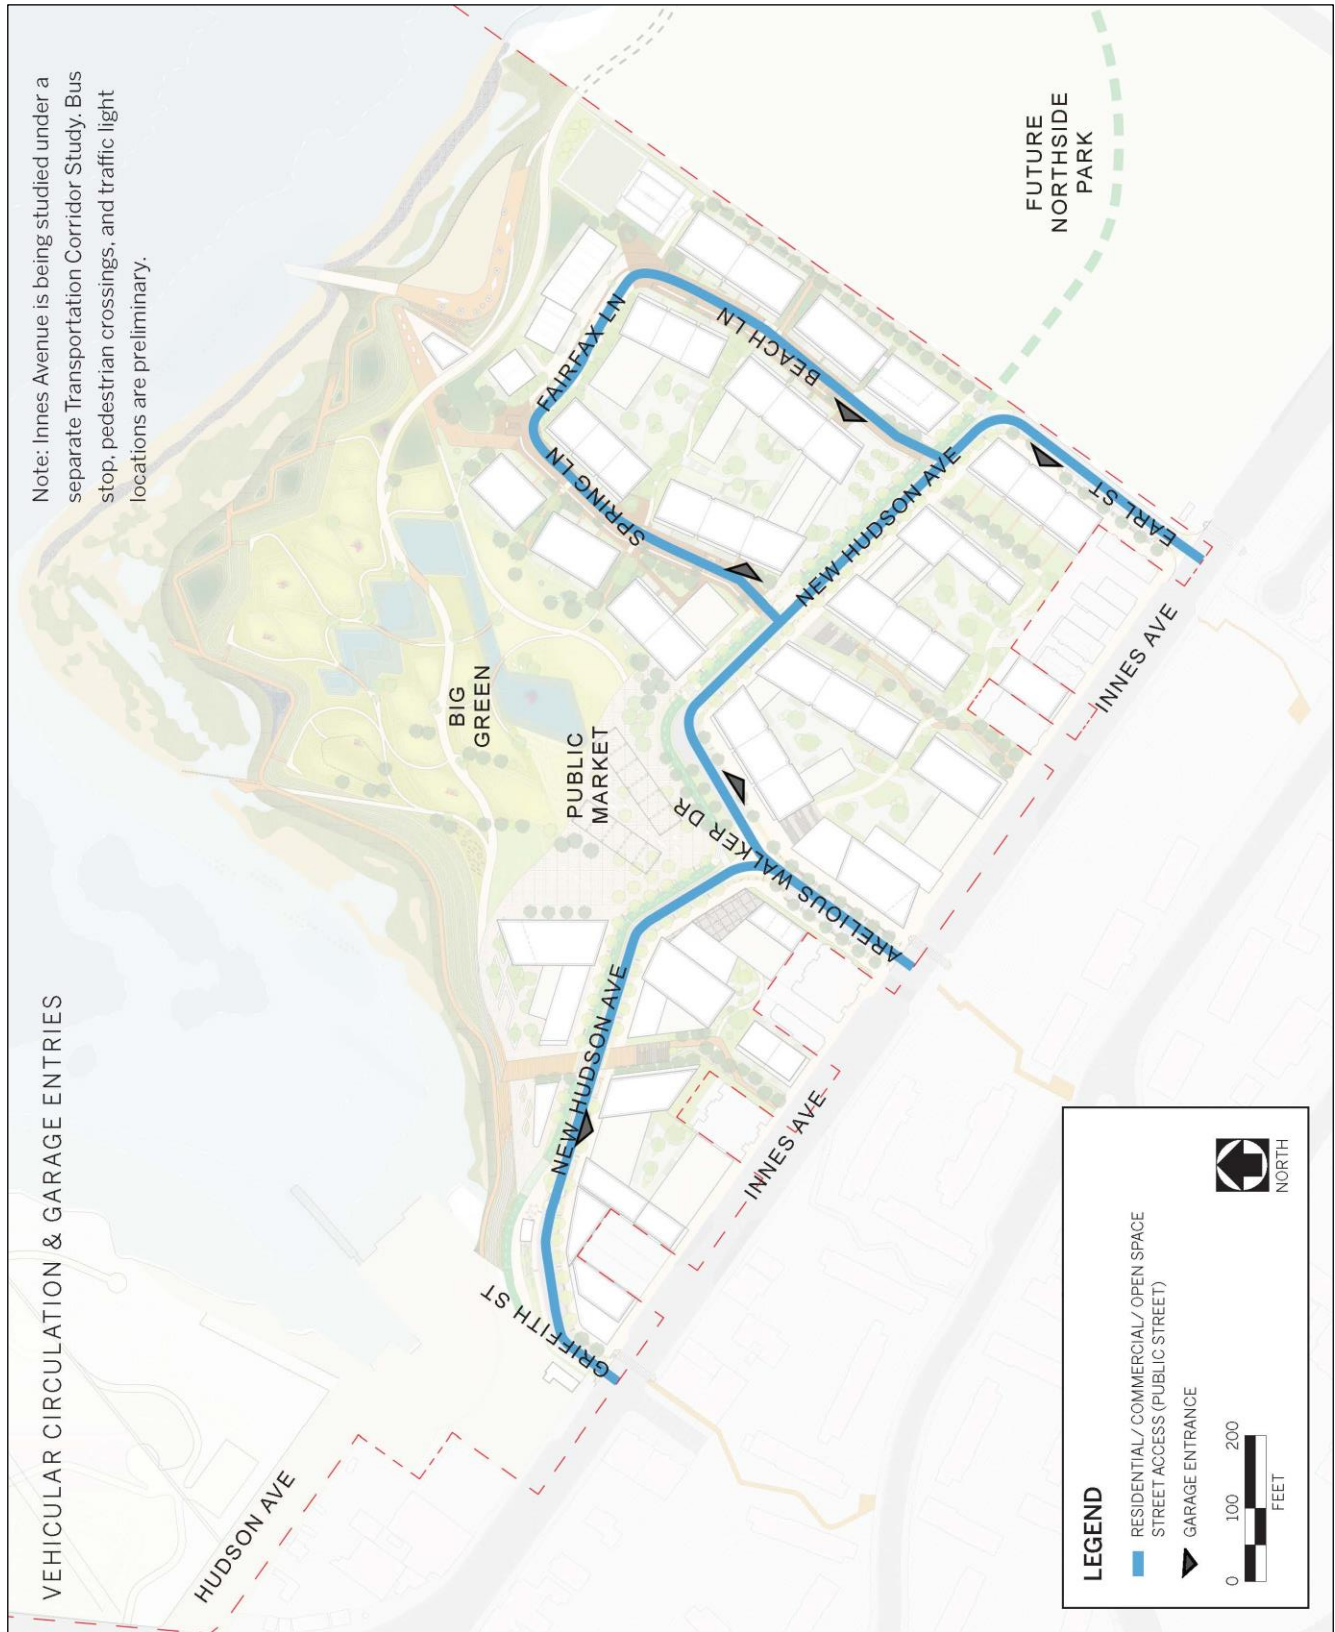 VEHICULAR CIRCULATION & GARAGE ENTRIES
Note: Innes Avenue is being studied under a
separate Transportation Corridor Study. Bus
stop, pedestrian crossings, and traffic light
locations are preliminary.
HUDSON AVE
GRIFFITH ST
NEW HUDSON AVE
INNES AVE
PUBLIC
MARKET
BIG
GREEN
ARELIOUS WALKER DR
SPRING LN
FAIRFAX LN
BEACH LN
NEW HUDSON AVE
EARL ST
INNES AVE
FUTURE
NORTHSIDE
PARK
LEGEND
RESIDENTIAL/ COMMERCIAL/ OPEN SPACE
STREET ACCESS (PUBLIC STREET)
GARAGE ENTRANCE
0 100 200
FEET
NORTH